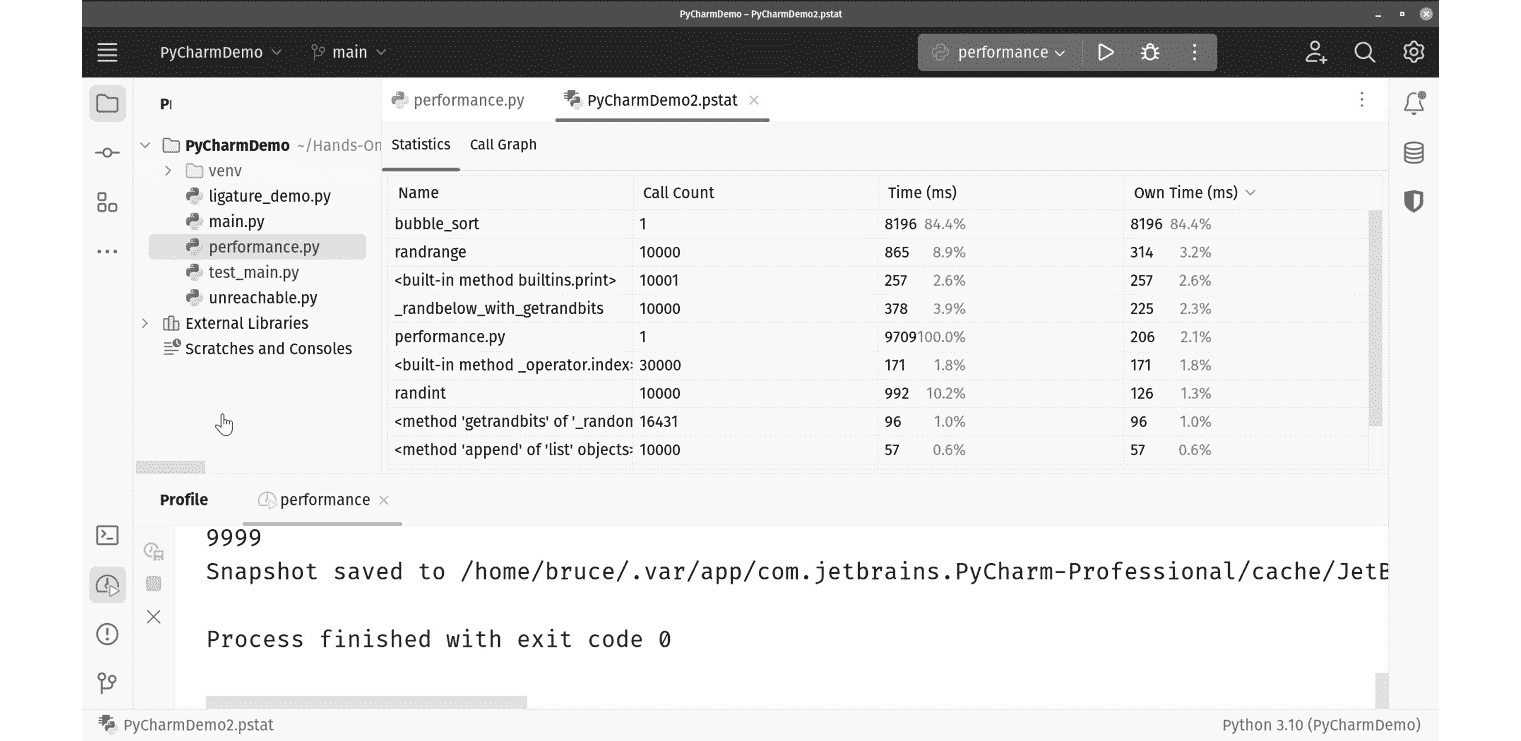 PyCharmDemo – PyCharmDemo2.pstat
PyCharmDemo main performance
performance.py PyCharmDemo2.pstat
PyCharmDemo ~/Hands-On
venv
ligature_demo.py
main.py
performance.py
test_main.py
unreachable.py
External Libraries
Scratches and Consoles
Statistics Call Graph
Name Call Count Time (ms) Own Time (ms)
bubble_sort 1 8196 84.4% 8196 84.4%
randrange 10000 865 8.9% 314 3.2%
<built-in method builtins.print> 10001 257 2.6% 257 2.6%
_randbelow_with_getrandbits 10000 378 3.9% 225 2.3%
performance.py 1 9709 100.0% 206 2.1%
<built-in method _operator.index> 30000 171 1.8% 171 1.8%
randint 10000 992 10.2% 126 1.3%
<method 'getrandbits' of '_randon 16431 96 1.0% 96 1.0%
<method 'append' of 'list' objects> 10000 57 0.6% 57 0.6%
Profile performance
9999
Snapshot saved to /home/bruce/.var/app/com.jetbrains.PyCharm-Professional/cache/JetB
Process finished with exit code 0
PyCharmDemo2.pstat Python 3.10 (PyCharmDemo)